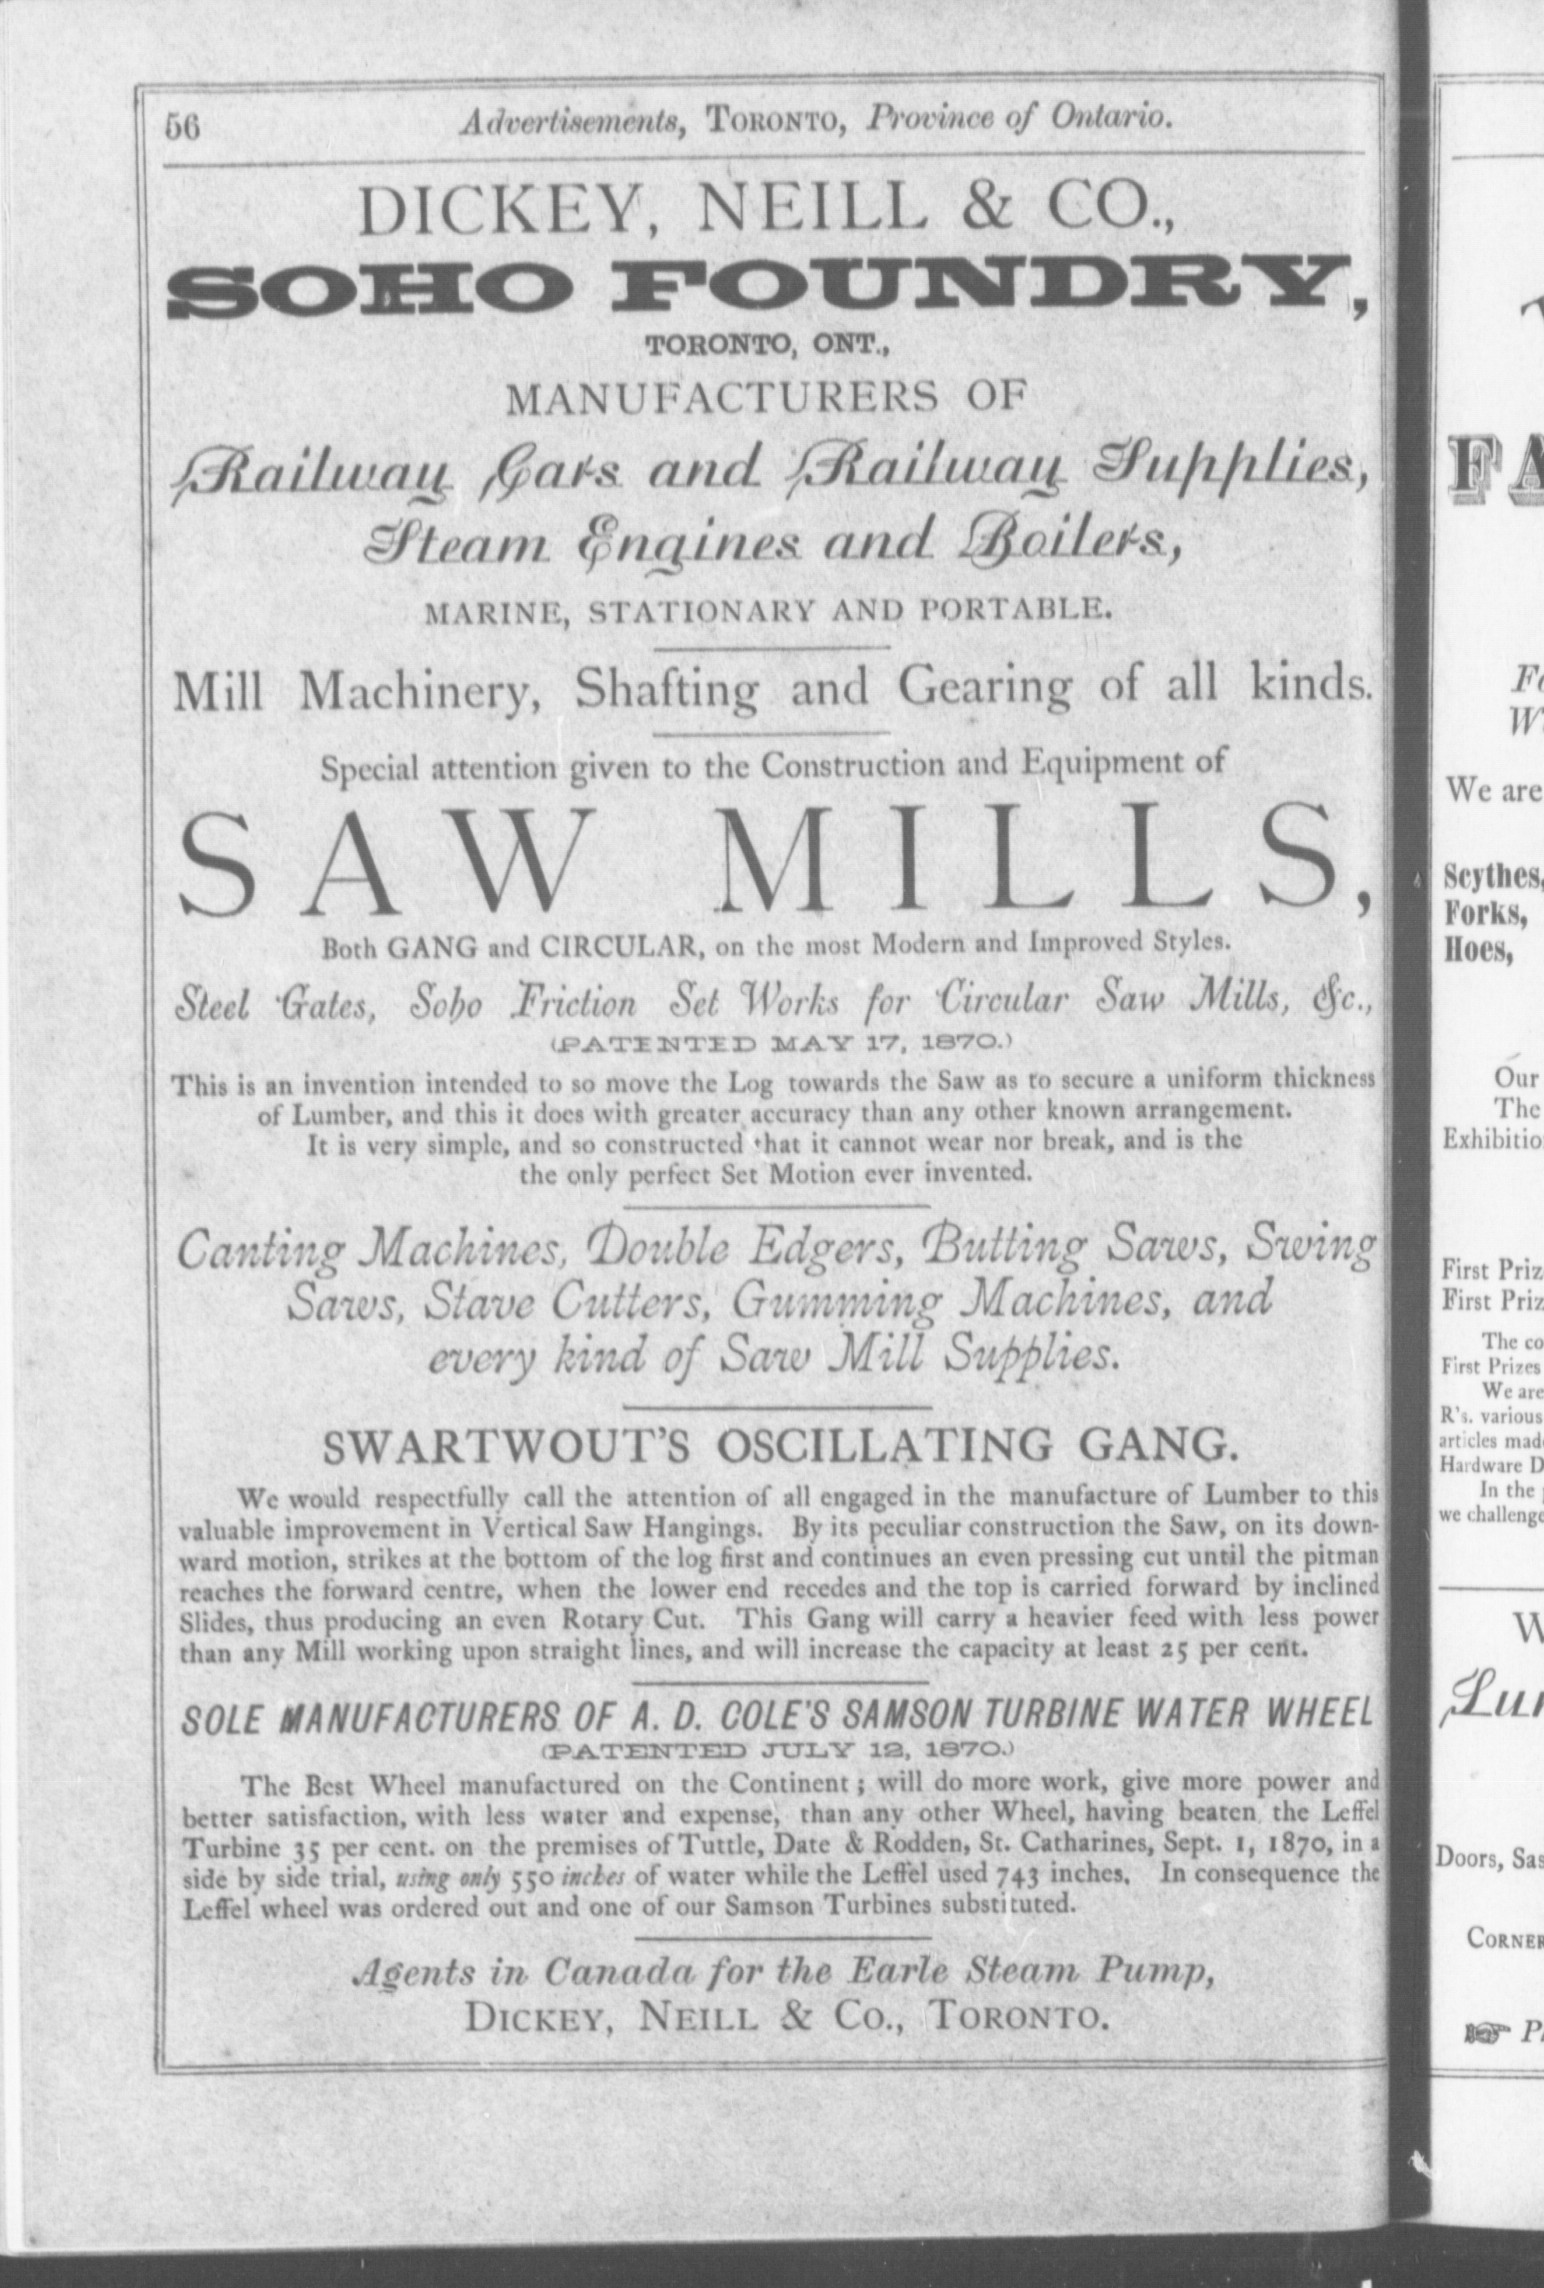 56 Advertisements, TORONTO, Province of Ontario.
DICKEY, NEILL & CO.,
SOHO FOUNDRY,
TORONTO, ONT.,
MANUFACTURERS OF
Railway Cars and Railway Supplies,
Steam Engines and Boilers,
MARINE, STATIONARY AND PORTABLE.
Mill Machinery, Shafting and Gearing of all kinds.
Special attention given to the Construction and Equipment of
SAW MILLS,
Both GANG and CIRCULAR, on the most Modern and Improved Styles.
Steel Gates, Soho Friction Set Works for Circular Saw Mills, &c.,
(PATENTED MAY 17, 1870.)
This is an invention intended to so move the Log towards the Saw as to secure a uniform thickness
of Lumber, and this it does with greater accuracy than any other known arrangement.
It is very simple, and so constructed that it cannot wear nor break, and is the
the only perfect Set Motion ever invented.
Canting Machines, Double Edgers, Butting Saws, Swing
Saws, Stave Cutters, Gumming Machines, and
every kind of Saw Mill Supplies.
SWARTWOUT'S OSCILLATING GANG.
We would respectfully call the attention of all engaged in the manufacture of Lumber to this
valuable improvement in Vertical Saw Hangings. By its peculiar construction the Saw, on its down-
ward motion, strikes at the bottom of the log first and continues an even pressing cut until the pitman
reaches the forward centre, when the lower end recedes and the top is carried forward by inclined
Slides, thus producing an even Rotary Cut. This Gang will carry a heavier feed with less power
than any Mill working upon straight lines, and will increase the capacity at least 25 per cent.
SOLE MANUFACTURERS OF A. D. COLE'S SAMSON TURBINE WATER WHEEL
(PATENTED JULY 12, 1870.)
The Best Wheel manufactured on the Continent; will do more work, give more power and
better satisfaction, with less water and expense, than any other Wheel, having beaten the Leffel
Turbine 35 per cent. on the premises of Tuttle, Date & Rodden, St. Catharines, Sept. 1, 1870, in a
side by side trial, using only 550 inches of water while the Leffel used 743 inches. In consequence the
Leffel wheel was ordered out and one of our Samson Turbines substituted.
Agents in Canada for the Earle Steam Pump,
DICKEY, NEILL & CO., TORONTO.
FA
We are
Scythes,
Forks,
Hoes,
Our
The
First
First
The
First Prizes
We are
R's. various
articles
Hardware
In the
we challenge
Doors,